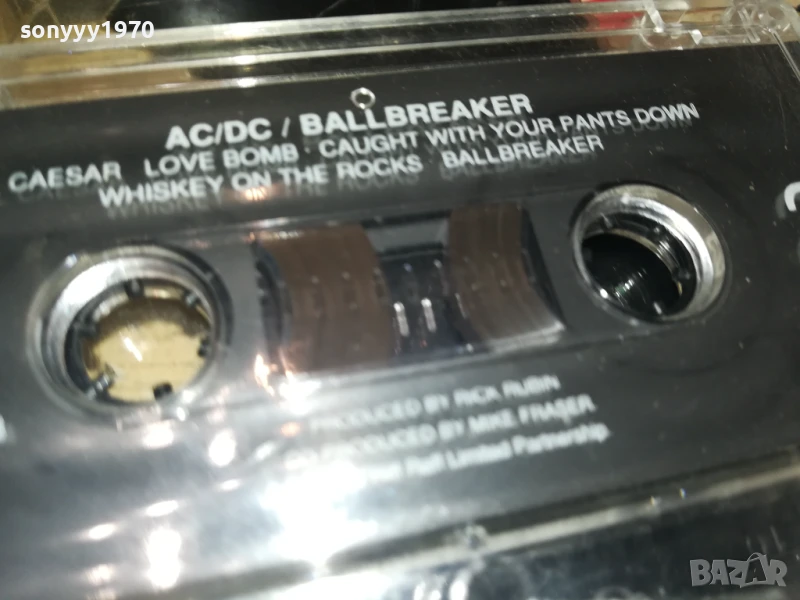 sonyyy1970
AC/DC / BALLBREAKER
CAESAR LOVE BOMB · CAUGHT WITH YOUR PANTS DOWN
WHISKEY ON THE ROCKS · BALLBREAKER
PRODUCED BY RICK RUBIN
CO-PRODUCED BY MIKE FRASER
Limited Partnership.
BAZAR